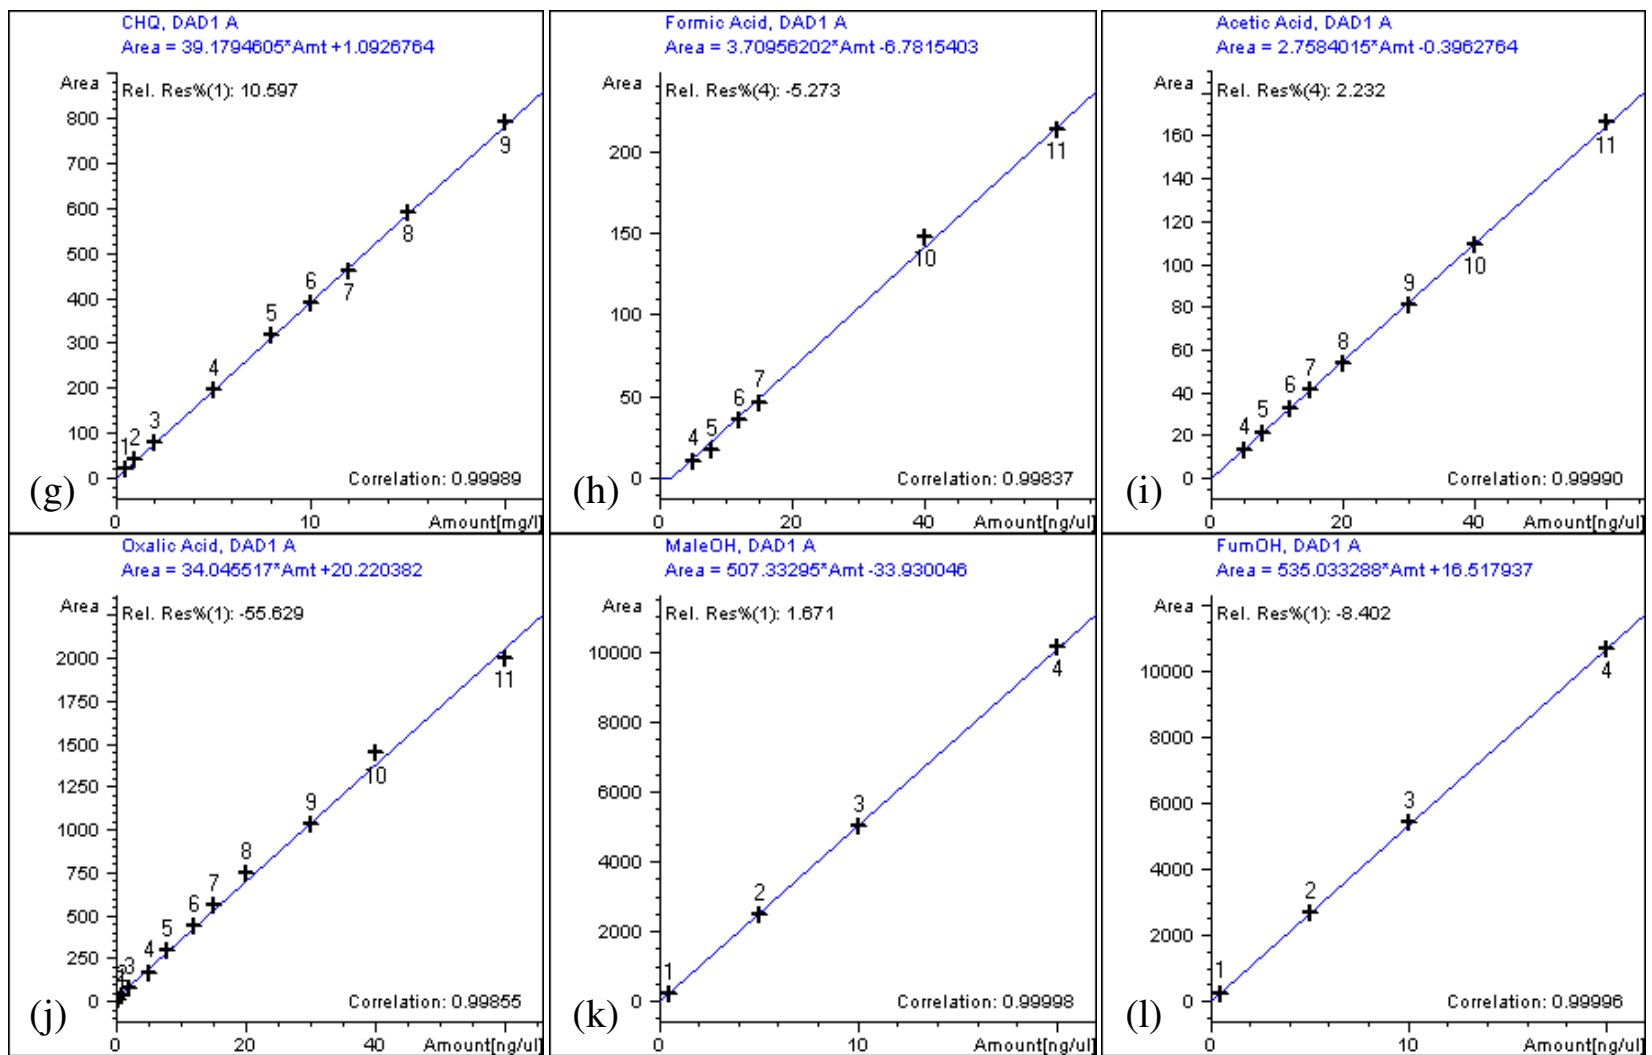 CHQ, DAD1 A
Area = 39.1794605*Amt +1.0926764
Area
Rel. Res%(1): 10.597
800
700
600
500
400
300
200
100
0
1
2
3
4
5
6
7
8
9
Correlation: 0.99989
(g)
0
10
Amount[mg/l]
Formic Acid, DAD1 A
Area = 3.70956202*Amt -6.7815403
Area
Rel. Res%(4): -5.273
200
150
100
50
0
4
5
6
7
10
11
Correlation: 0.99837
(h)
0
20
40
Amount[ng/ul]
Acetic Acid, DAD1 A
Area = 2.7584015*Amt -0.3962764
Area
Rel. Res%(4): 2.232
160
140
120
100
80
60
40
20
0
4
5
6
7
8
9
10
11
Correlation: 0.99990
(i)
0
20
40
Amount[ng/ul]
Oxalic Acid, DAD1 A
Area = 34.045517*Amt +20.220382
Area
Rel. Res%(1): -55.629
2000
1750
1500
1250
1000
750
500
250
0
3
4
5
6
7
8
9
10
11
Correlation: 0.99855
(j)
0
20
40
Amount[ng/ul]
MaleOH, DAD1 A
Area = 507.33295*Amt -33.930046
Area
Rel. Res%(1): 1.671
10000
8000
6000
4000
2000
0
1
2
3
4
Correlation: 0.99998
(k)
0
10
Amount[ng/ul]
FumOH, DAD1 A
Area = 535.033288*Amt +16.517937
Area
Rel. Res%(1): -8.402
10000
8000
6000
4000
2000
0
1
2
3
4
Correlation: 0.99996
(l)
0
10
Amount[ng/ul]